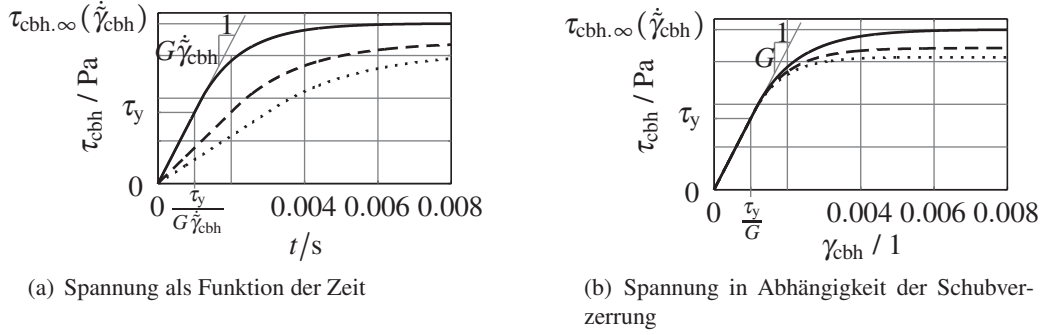 τcbh.∞(γ̃̇cbh)
1
Gγ̃̇cbh
τcbh / Pa
τy
0
0 τy/Gγ̃̇cbh 0.004 0.006 0.008
t/s
(a) Spannung als Funktion der Zeit
τcbh.∞(γ̃̇cbh)
1
G
τcbh / Pa
τy
0
0 τy/G 0.004 0.006 0.008
γcbh / 1
(b) Spannung in Abhängigkeit der Schubver-
zerrung